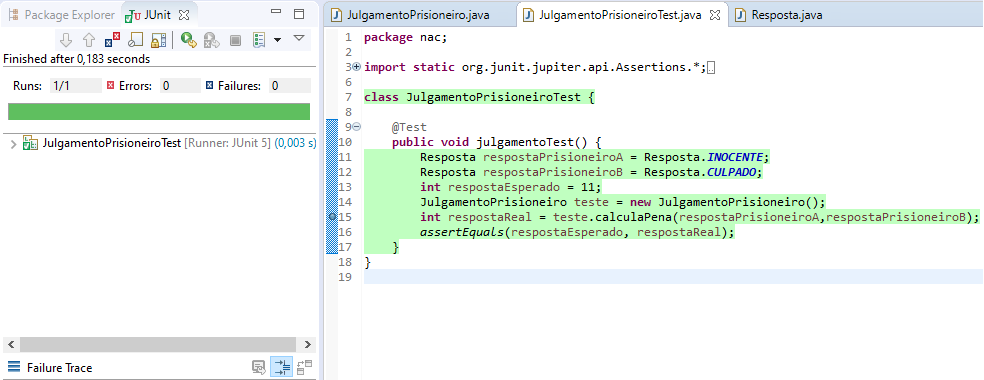 Package Explorer JUnit
Finished after 0,183 seconds
Runs: 1/1 Errors: 0 Failures: 0
JulgamentoPrisioneiroTest [Runner: JUnit 5] (0,003 s)
Failure Trace
JulgamentoPrisioneiro.java JulgamentoPrisioneiroTest.java Resposta.java
1 package nac;
2
3 import static org.junit.jupiter.api.Assertions.*;
6
7 class JulgamentoPrisioneiroTest {
8
9 @Test
10 public void julgamentoTest() {
11 Resposta respostaPrisioneiroA = Resposta.INOCENTE;
12 Resposta respostaPrisioneiroB = Resposta.CULPADO;
13 int respostaEsperado = 11;
14 JulgamentoPrisioneiro teste = new JulgamentoPrisioneiro();
15 int respostaReal = teste.calculaPena(respostaPrisioneiroA,respostaPrisioneiroB);
16 assertEquals(respostaEsperado, respostaReal);
17 }
18 }
19